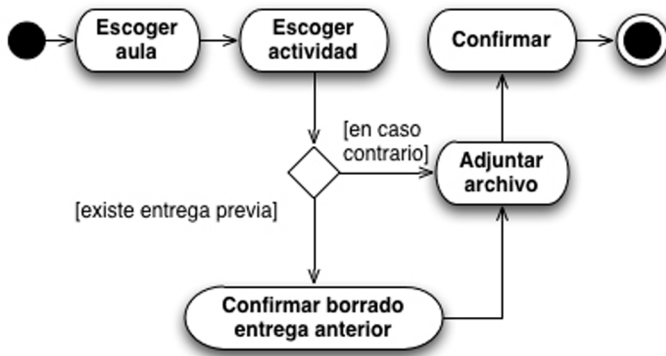 Escoger
aula
Escoger
actividad
Confirmar
[en caso
contrario]
Adjuntar
archivo
[existe entrega previa]
Confirmar borrado
entrega anterior